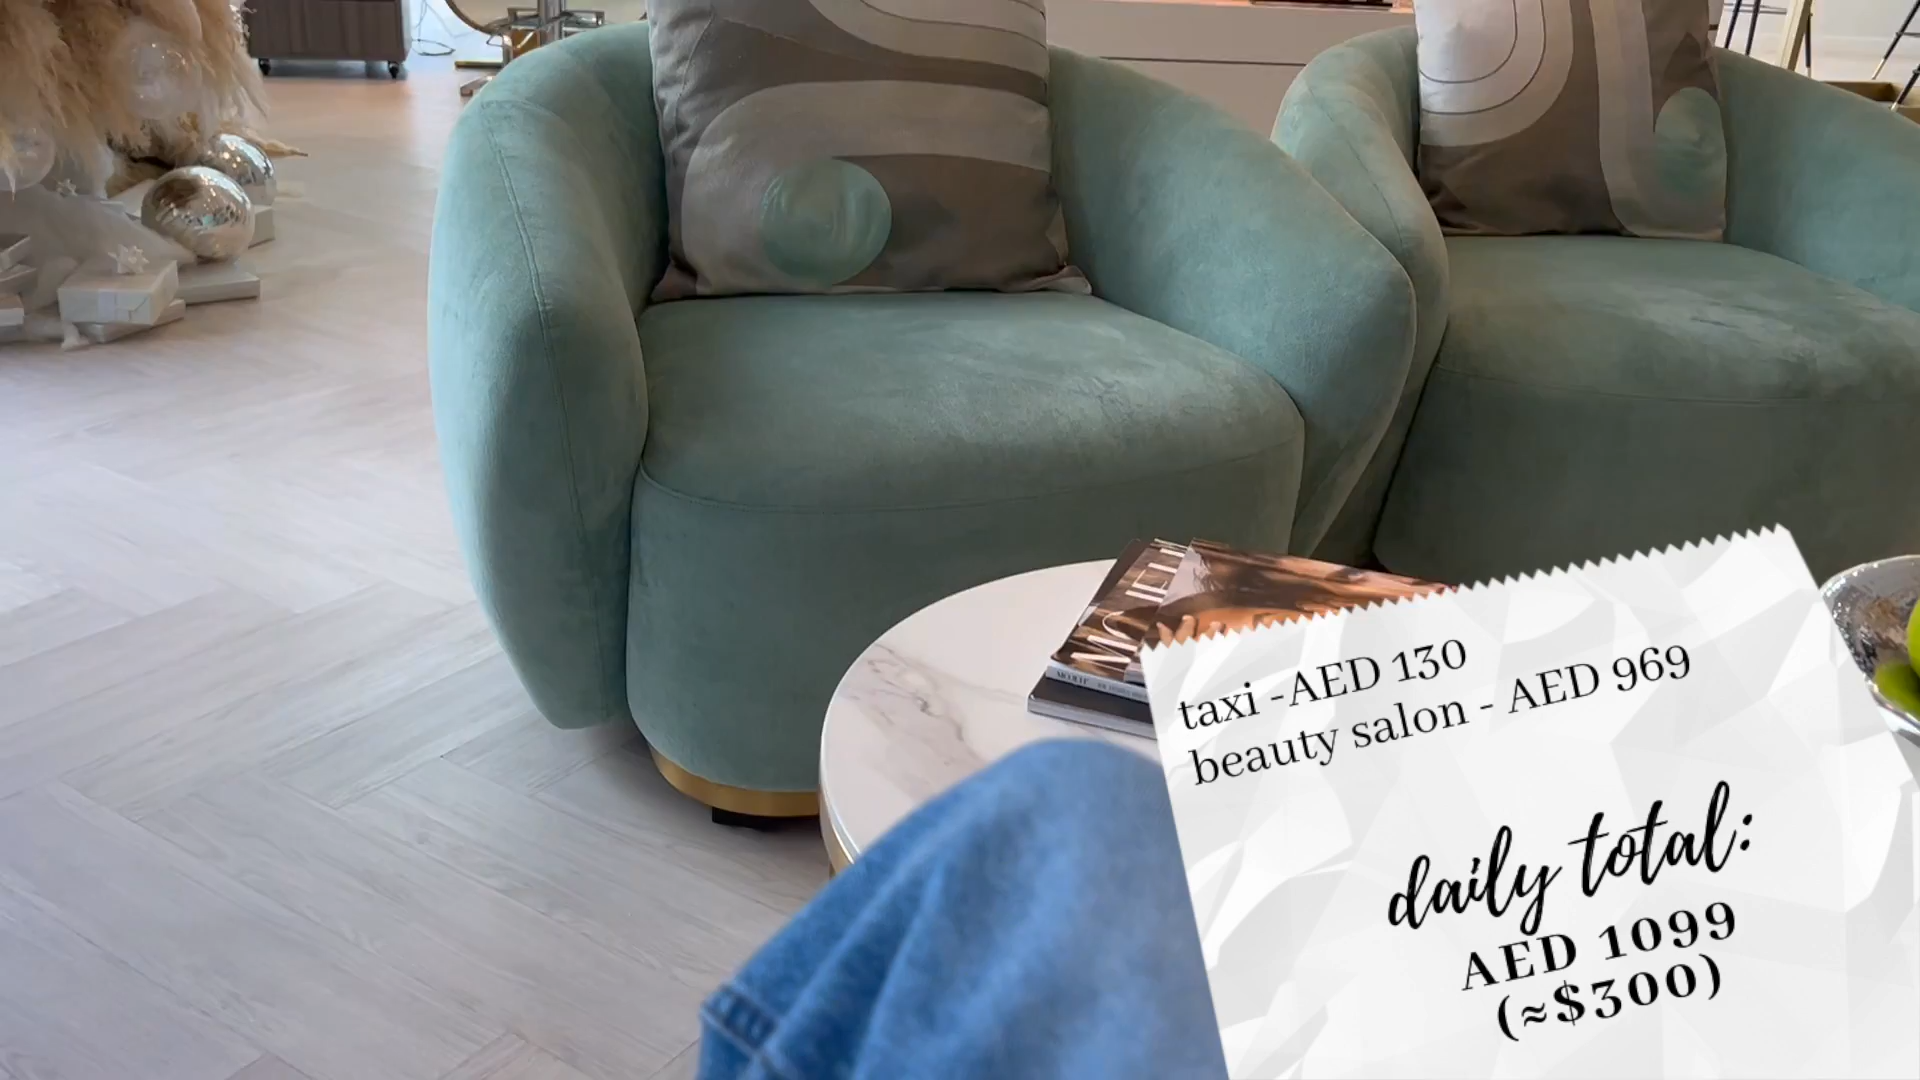 taxi -AED 130
beauty salon - AED 969
daily total:
AED 1099
(≈$300)